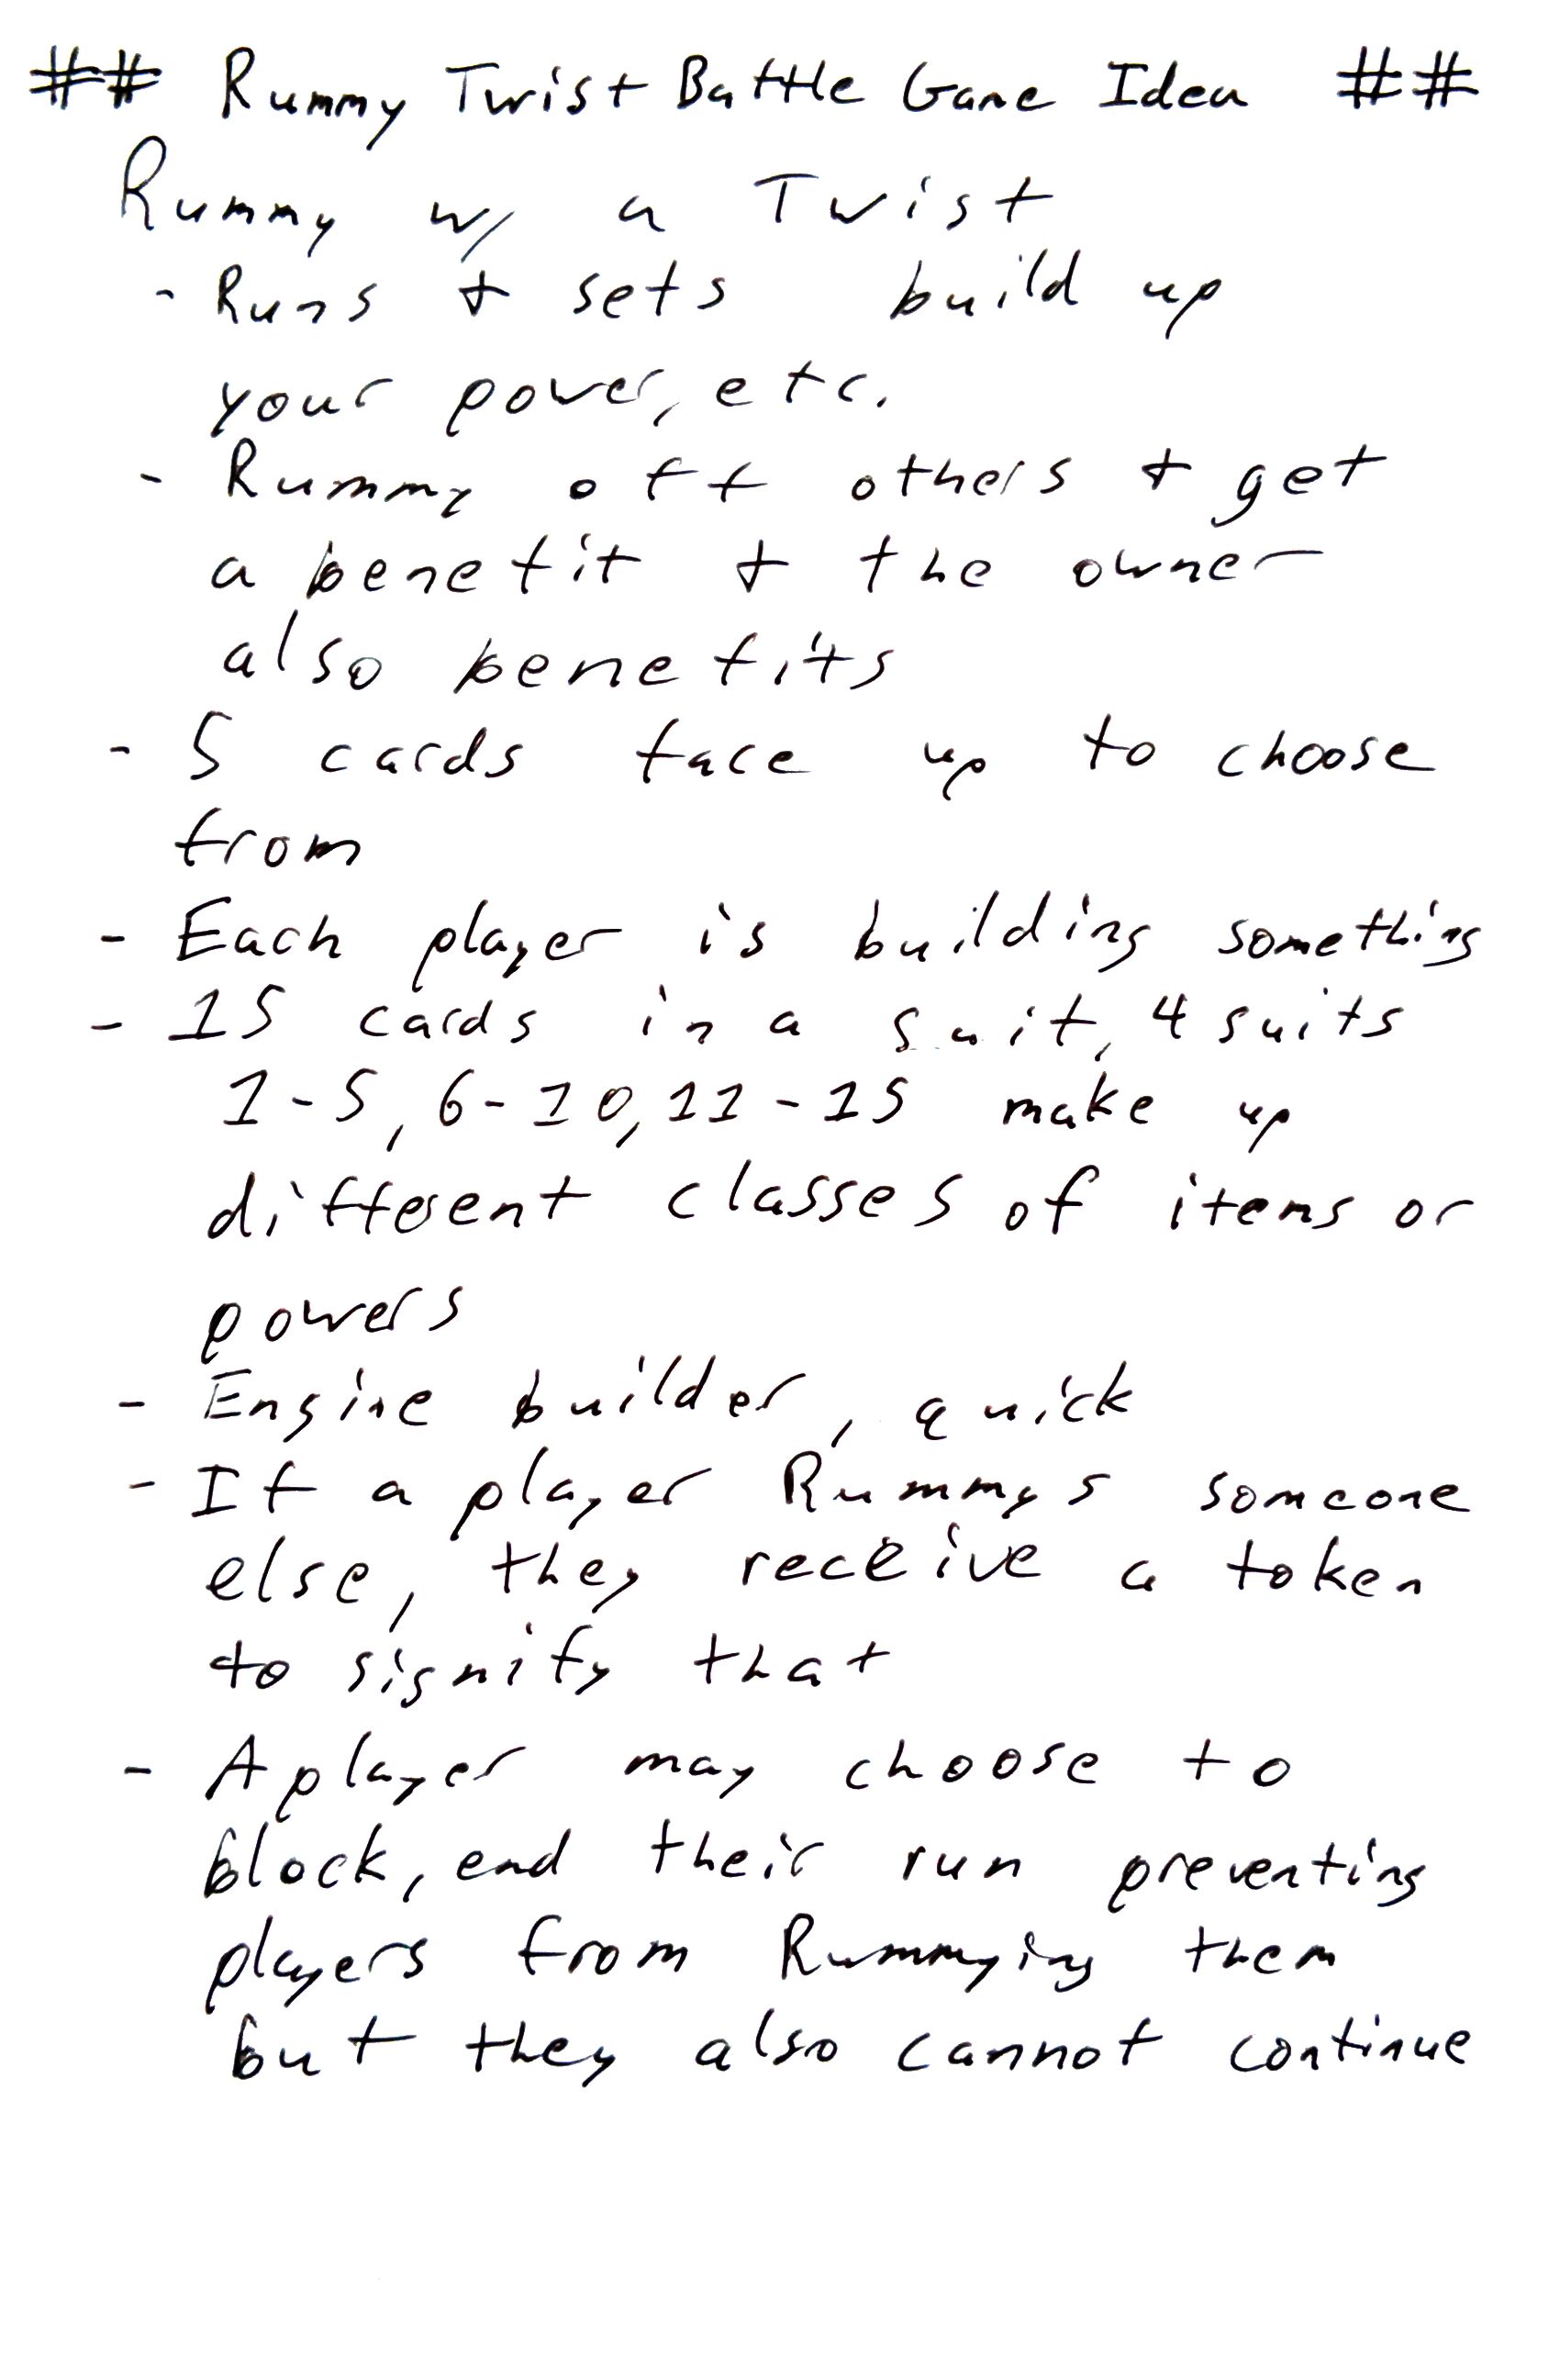 ## Rummy Twist Battle Game Idea ##
Rummy w/ a Twist
- Runs & sets build up
your power, etc.
- Rummy off others & get
a benefit & the owner
also benefits
- 5 cards face up to choose
from
- Each player is building something
- 15 cards in a suit, 4 suits
1-5, 6-10, 11-15 make up
different classes of items or
powers
- Engine builder, quick
- If a player Rummys someone
else, they receive a token
to signify that
- A player may choose to
block, end their run preventing
players from Rummying them
but they also cannot continue